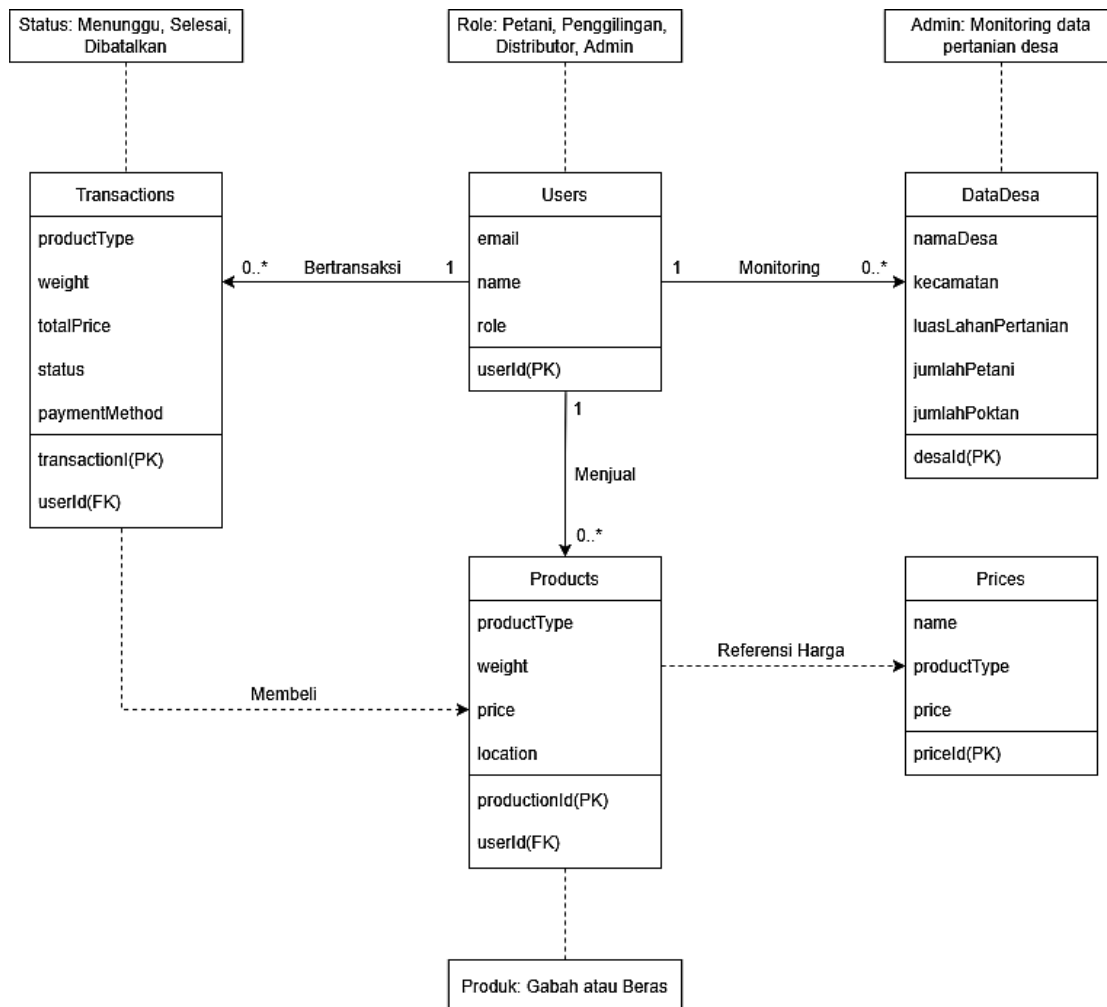 Status: Menunggu, Selesai,
Dibatalkan
Role: Petani, Penggilingan,
Distributor, Admin
Admin: Monitoring data
pertanian desa
Transactions
productType
weight
totalPrice
status
paymentMethod
transactionI(PK)
userId(FK)
0..*
Bertransaksi
1
Users
email
name
role
userId(PK)
1
Monitoring
0..*
DataDesa
namaDesa
kecamatan
luasLahanPertanian
jumlahPetani
jumlahPoktan
desaId(PK)
1
Menjual
0..*
Membeli
Products
productType
weight
price
location
productionId(PK)
userId(FK)
Referensi Harga
Prices
name
productType
price
priceId(PK)
Produk: Gabah atau Beras